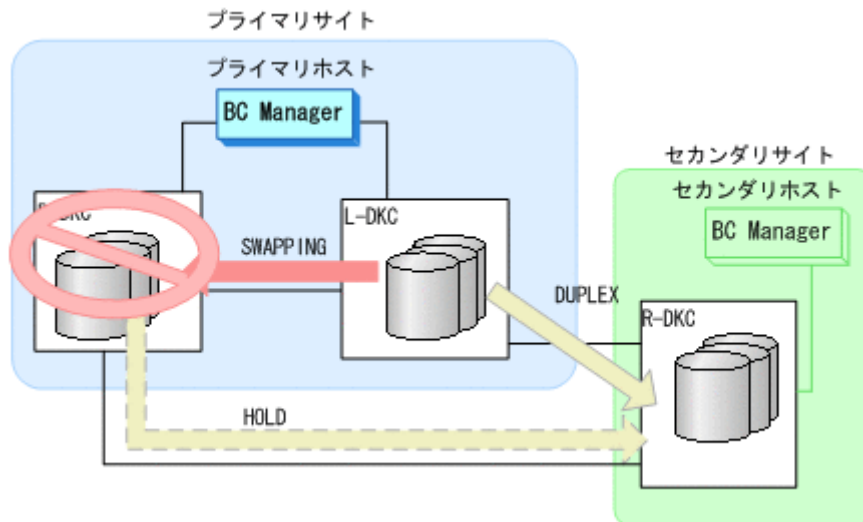 プライマリサイト
プライマリホスト
BC Manager
セカンダリサイト
セカンダリホスト
BC Manager
L-DKC
SWAPPING
DUPLEX
R-DKC
HOLD